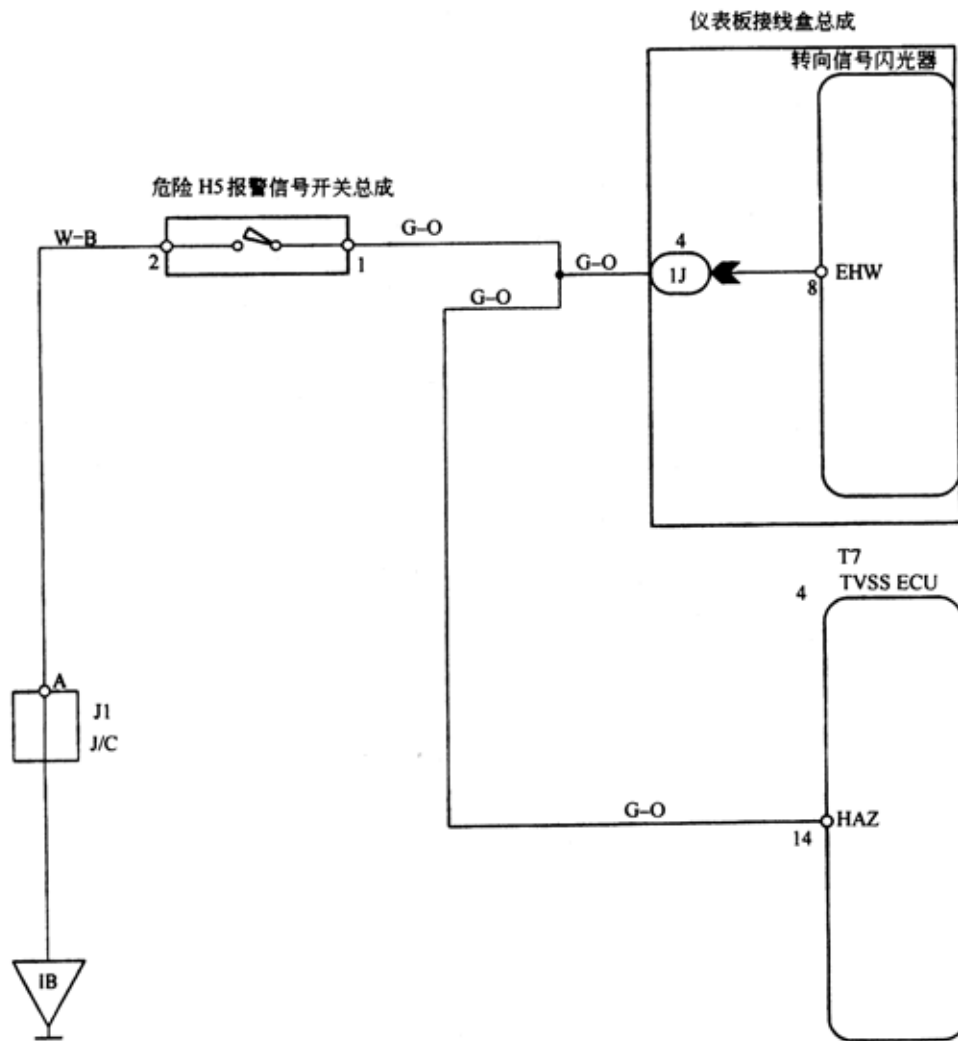 仪表板接线盒总成
转向信号闪光器
危险 H5 报警信号开关总成
W-B
2
1
G-O
G-O
4
1J
8
EHW
G-O
T7
TVSS ECU
4
A
J1
J/C
G-O
14
HAZ
IB